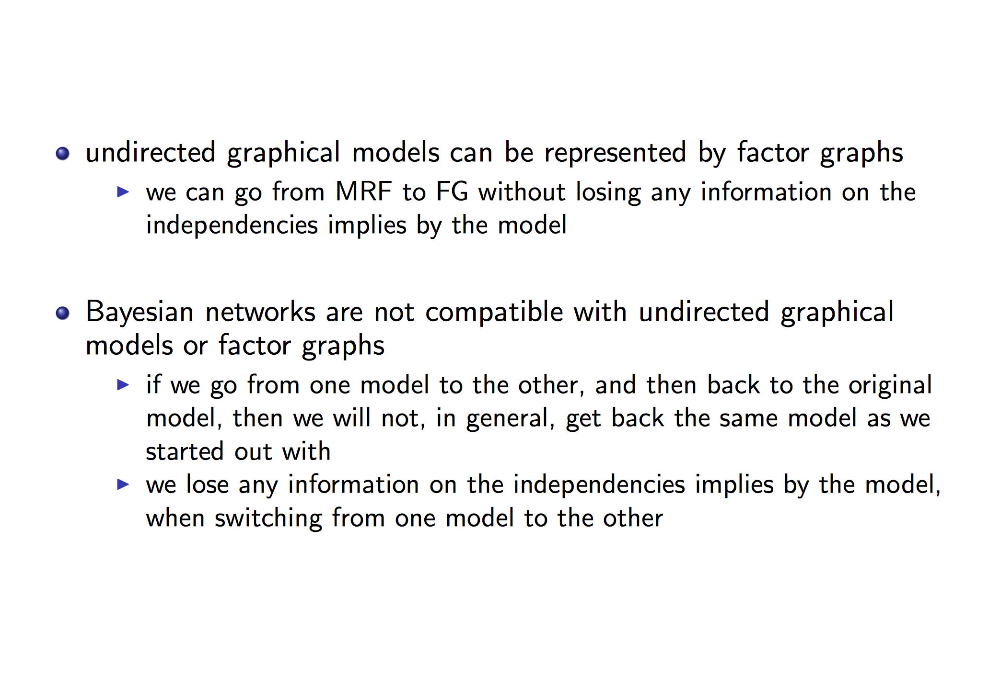 undirected graphical models can be represented by factor graphs
we can go from MRF to FG without losing any information on the
independencies implies by the model
Bayesian networks are not compatible with undirected graphical
models or factor graphs
if we go from one model to the other, and then back to the original
model, then we will not, in general, get back the same model as we
started out with
we lose any information on the independencies implies by the model,
when switching from one model to the other